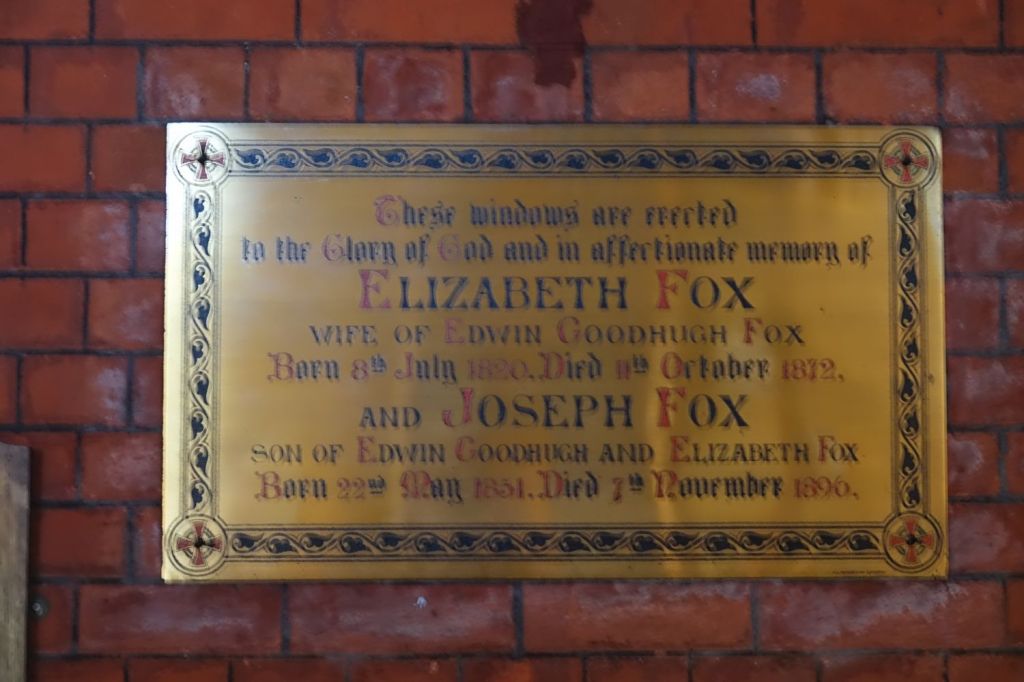 These windows are erected
to the Glory of God and in affectionate memory of
ELIZABETH FOX
WIFE OF EDWIN GOODHUGH FOX
Born 8th July 1820. Died 11th October 1872.
AND JOSEPH FOX
SON OF EDWIN GOODHUGH AND ELIZABETH FOX
Born 22nd May 1851. Died 7th November 1896.